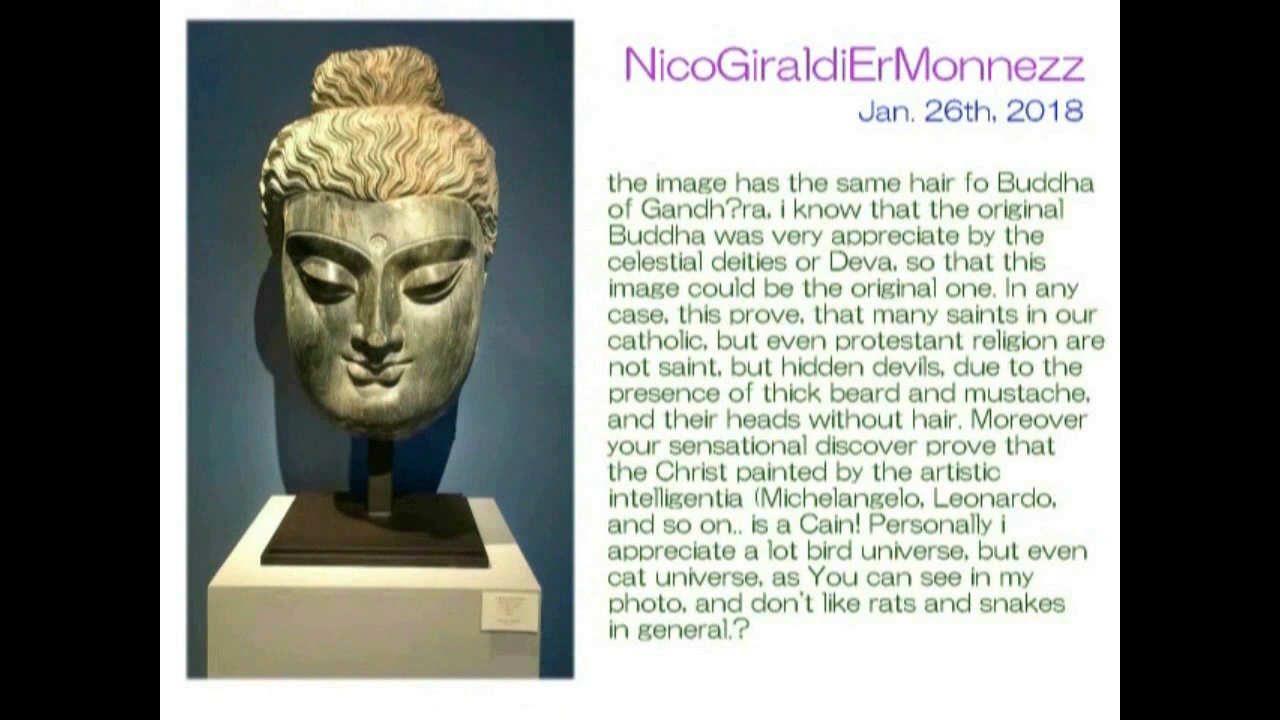 NicoGiraldiErMonnezz
Jan. 26th, 2018
the image has the same hair fo Buddha
of Gandh?ra, i know that the original
Buddha was very appreciate by the
celestial deities or Deva, so that this
image could be the original one. In any
case, this prove, that many saints in our
catholic, but even protestant religion are
not saint, but hidden devils, due to the
presence of thick beard and mustache,
and their heads without hair. Moreover
your sensational discover prove that
the Christ painted by the artistic
intelligentia (Michelangelo, Leonardo,
and so on.. is a Cain! Personally i
appreciate a lot bird universe, but even
cat universe, as You can see in my
photo, and don't like rats and snakes
in general.?